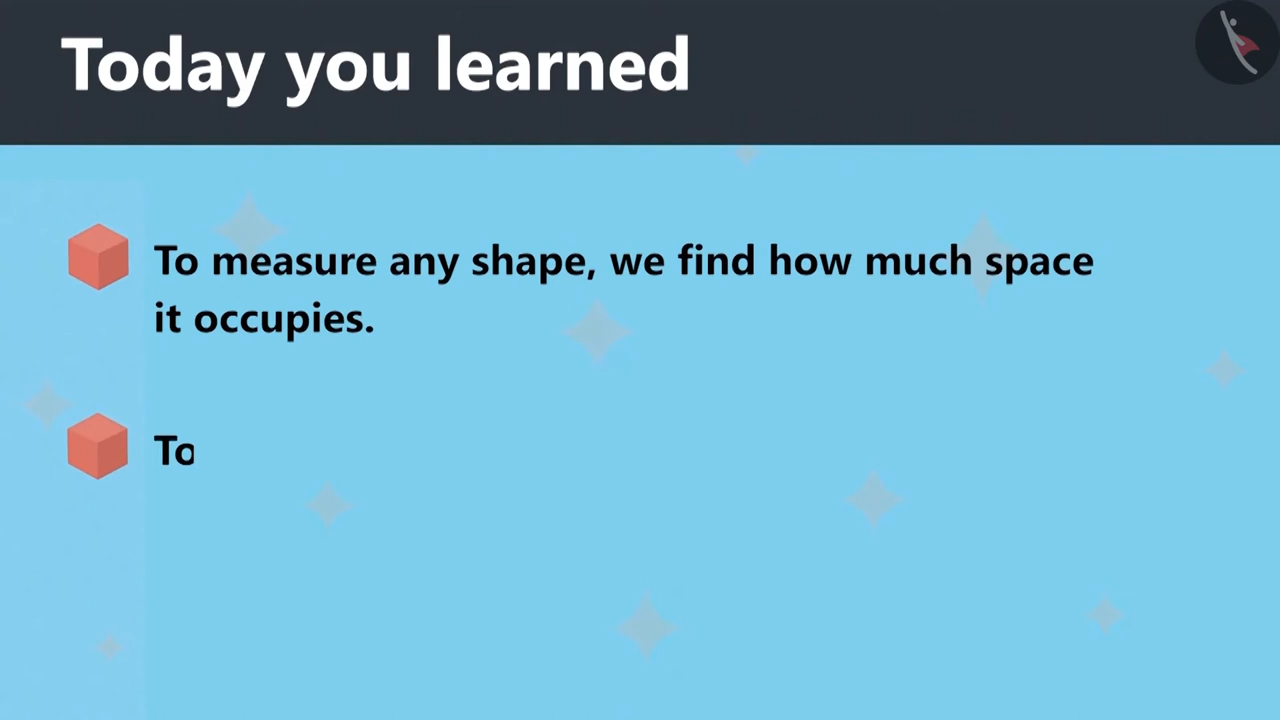 Today you learned
To measure any shape, we find how much space
it occupies.
To